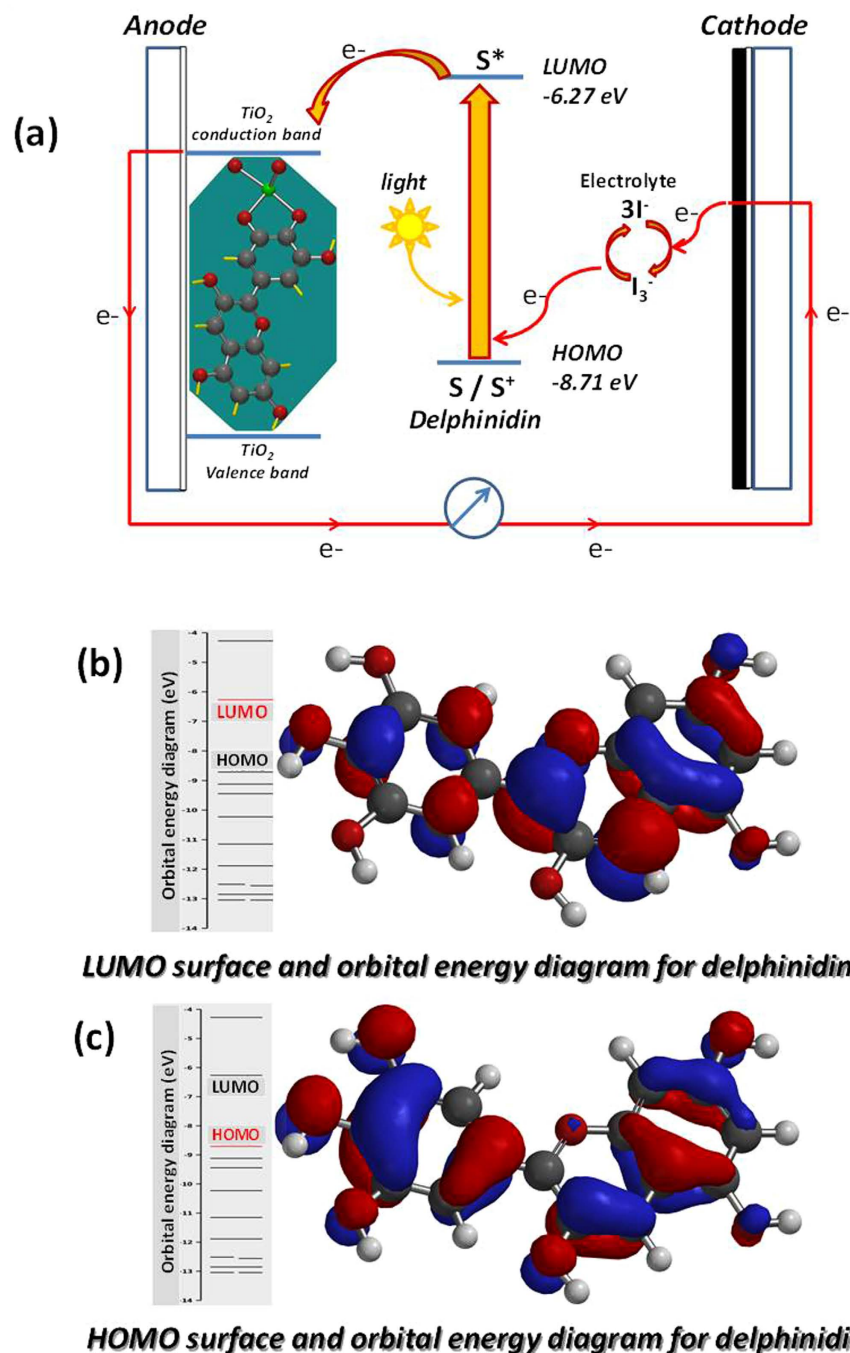 Anode
Cathode
(a)
e-
S*
LUMO
-6.27 eV
TiO₂
conduction band
light
Electrolyte
3I⁻
e-
I₃⁻
e-
e-
e-
HOMO
-8.71 eV
S / S⁺
Delphinidin
TiO₂
Valence band
e-
e-
(b)
Orbital energy diagram (eV)
-4
-5
-6
LUMO
-7
-8
HOMO
-9
-10
-11
-12
-13
-14
LUMO surface and orbital energy diagram for delphinidin
(c)
Orbital energy diagram (eV)
-4
-5
-6
LUMO
-7
-8
HOMO
-9
-10
-11
-12
-13
-14
HOMO surface and orbital energy diagram for delphinidi